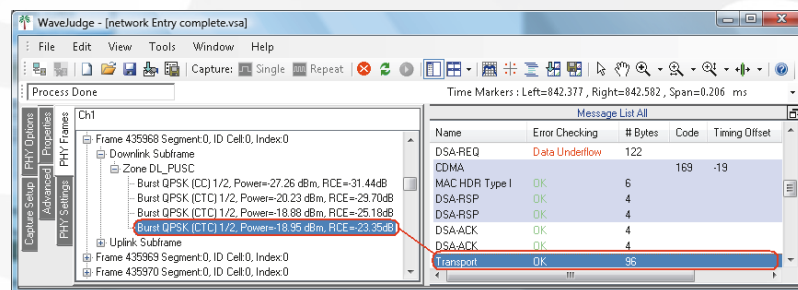 WaveJudge - [network Entry complete.vsa]
File Edit View Tools Window Help
Capture: Single Repeat
Process Done
Time Markers : Left=842.377 , Right=842.582 , Span=0.206 ms
Capture Setup
PHY Options
Advanced
Properties
PHY Settings
PHY Frames
Ch1
Frame 435968 Segment:0, ID Cell:0, Index:0
Downlink Subframe
Zone DL_PUSC
Burst QPSK (CC) 1/2, Power=-27.26 dBm, RCE=-31.44dB
Burst QPSK (CTC) 1/2, Power=-20.23 dBm, RCE=-29.70dB
Burst QPSK (CTC) 1/2, Power=-18.88 dBm, RCE=-25.18dB
Burst QPSK (CTC) 1/2, Power=-18.95 dBm, RCE=-23.35dB
Uplink Subframe
Frame 435969 Segment:0, ID Cell:0, Index:0
Frame 435970 Segment:0, ID Cell:0, Index:0
Message List All
Name Error Checking # Bytes Code Timing Offset
DSA-REQ Data Underflow 122
CDMA 169 -19
MAC HDR Type I OK 6
DSA-RSP OK 4
DSA-RSP OK 4
DSA-ACK OK 4
DSA-ACK OK 4
Transport OK 96